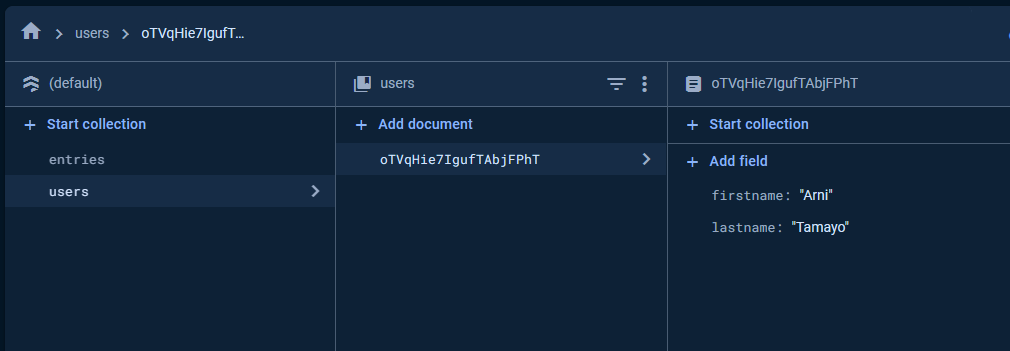 users oTVqHie7IgufT...
(default)
users
oTVqHie7IgufTAbjFPhT
+ Start collection
+ Add document
+ Start collection
entries
users
oTVqHie7IgufTAbjFPhT
+ Add field
firstname: "Arni"
lastname: "Tamayo"